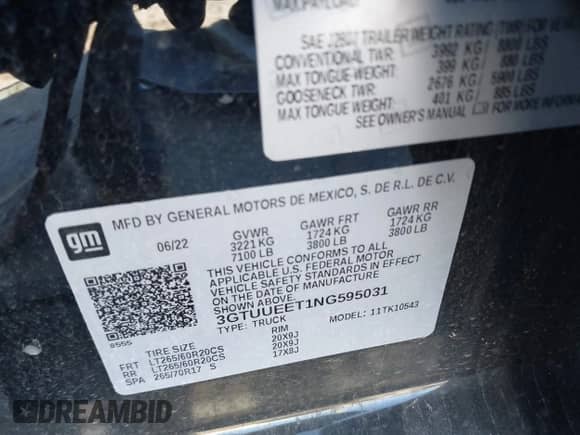 MAX PAYLOAD
SAE J2807 TRAILER WEIGHT RATING (TWR) FOR
CONVENTIONAL TWR: 3992 KG 8800 LBS
MAX TONGUE WEIGHT: 399 KG 880 LBS
GOOSENECK TWR: 2676 KG 5900 LBS
MAX TONGUE WEIGHT: 401 KG 885 LBS
SEE OWNER'S MANUAL
gm
MFD BY GENERAL MOTORS DE MEXICO, S. DE R.L. DE C.V.
06/22 GVWR GAWR FRT GAWR RR
3221 KG 1724 KG 1724 KG
7100 LB 3800 LB 3800 LB
THIS VEHICLE CONFORMS TO ALL
APPLICABLE U.S. FEDERAL MOTOR
VEHICLE SAFETY STANDARDS IN EFFECT
ON THE DATE OF MANUFACTURE
SHOWN ABOVE.
3GTUUEET1NG595031
TYPE: TRUCK MODEL: 11TK10543
8555
TIRE SIZE RIM
FRT LT265/60R20CS 20X9J
RR LT265/60R20CS 20X9J
SPA 265/70R17 S 17X8J
DREAMBID